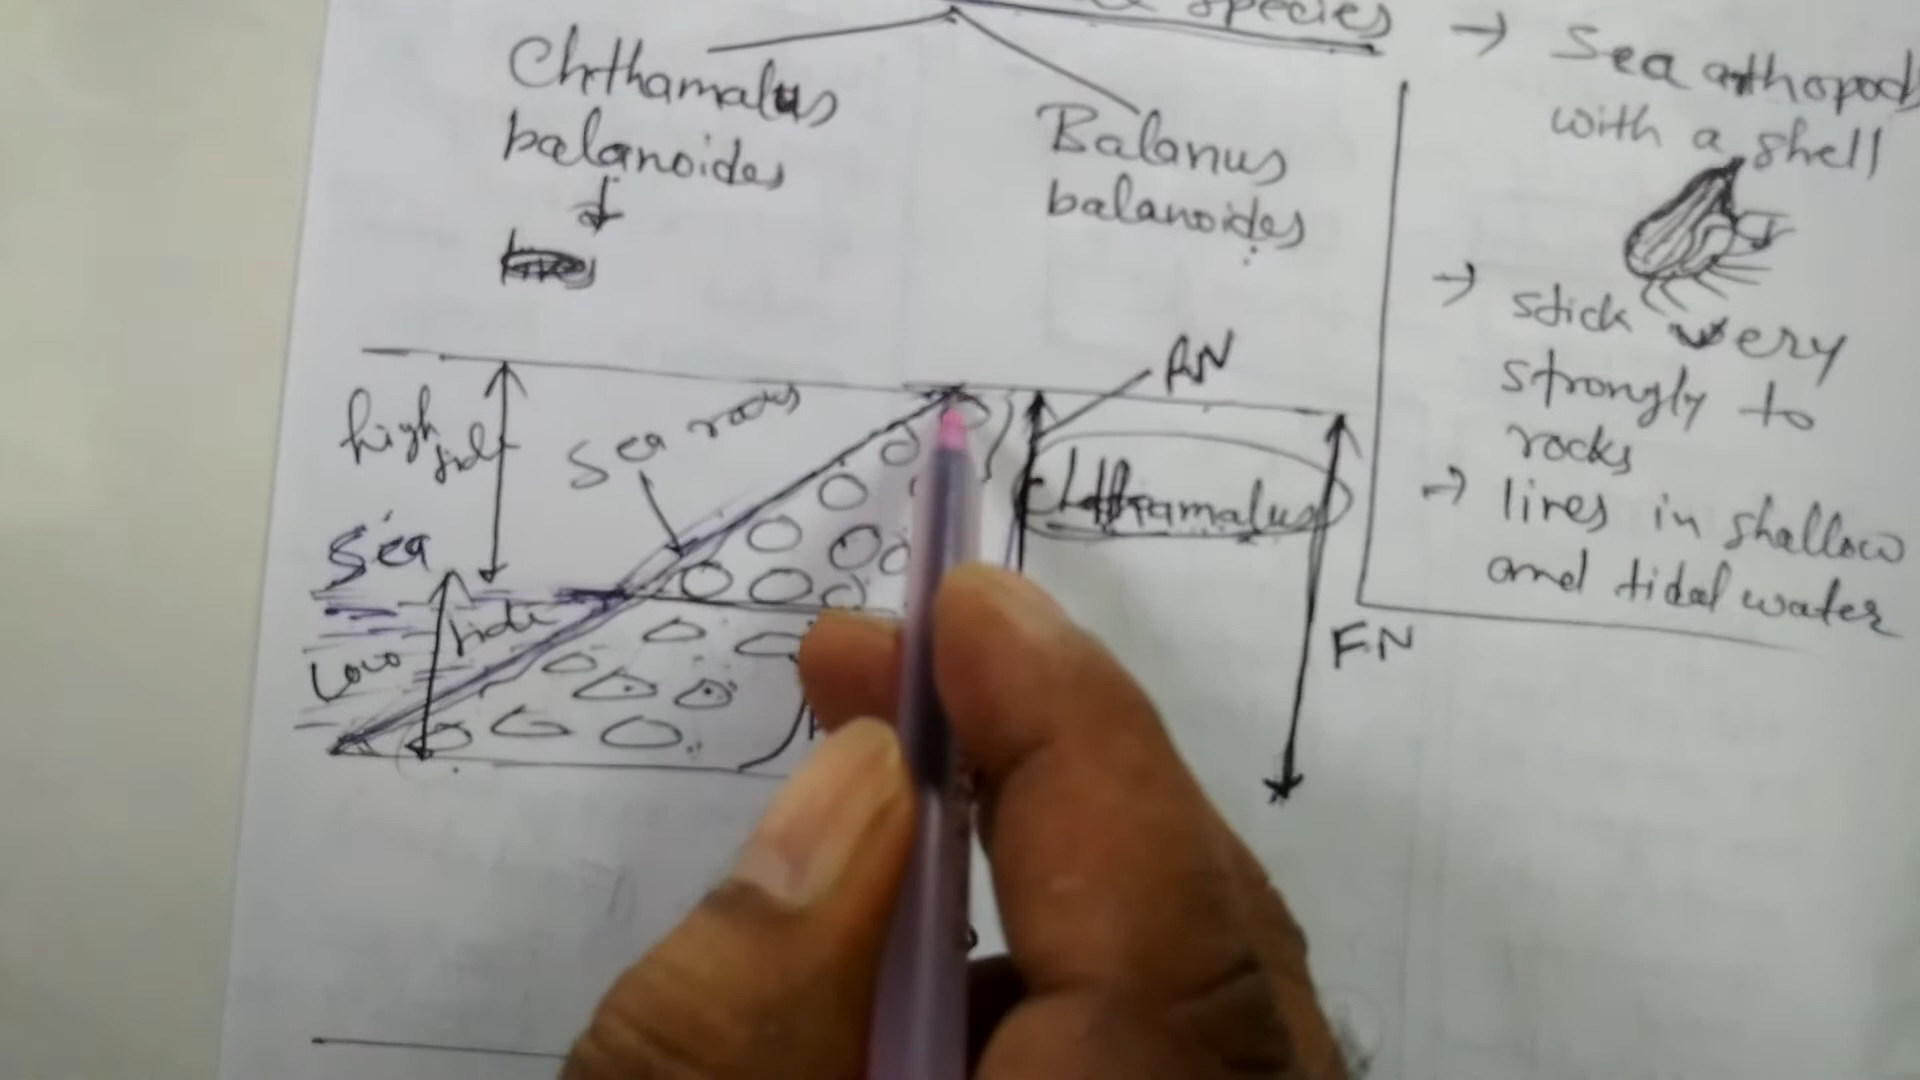 species
Chthamalus
balanoides
Balanus
balanoides
→ Sea arthopods
with a shell
→ stick very
strongly to
rocks
→ lives in shallow
and tidal water
high
tide
Sea rocks
Sea
Low tide
RN
Chthamalus
FN